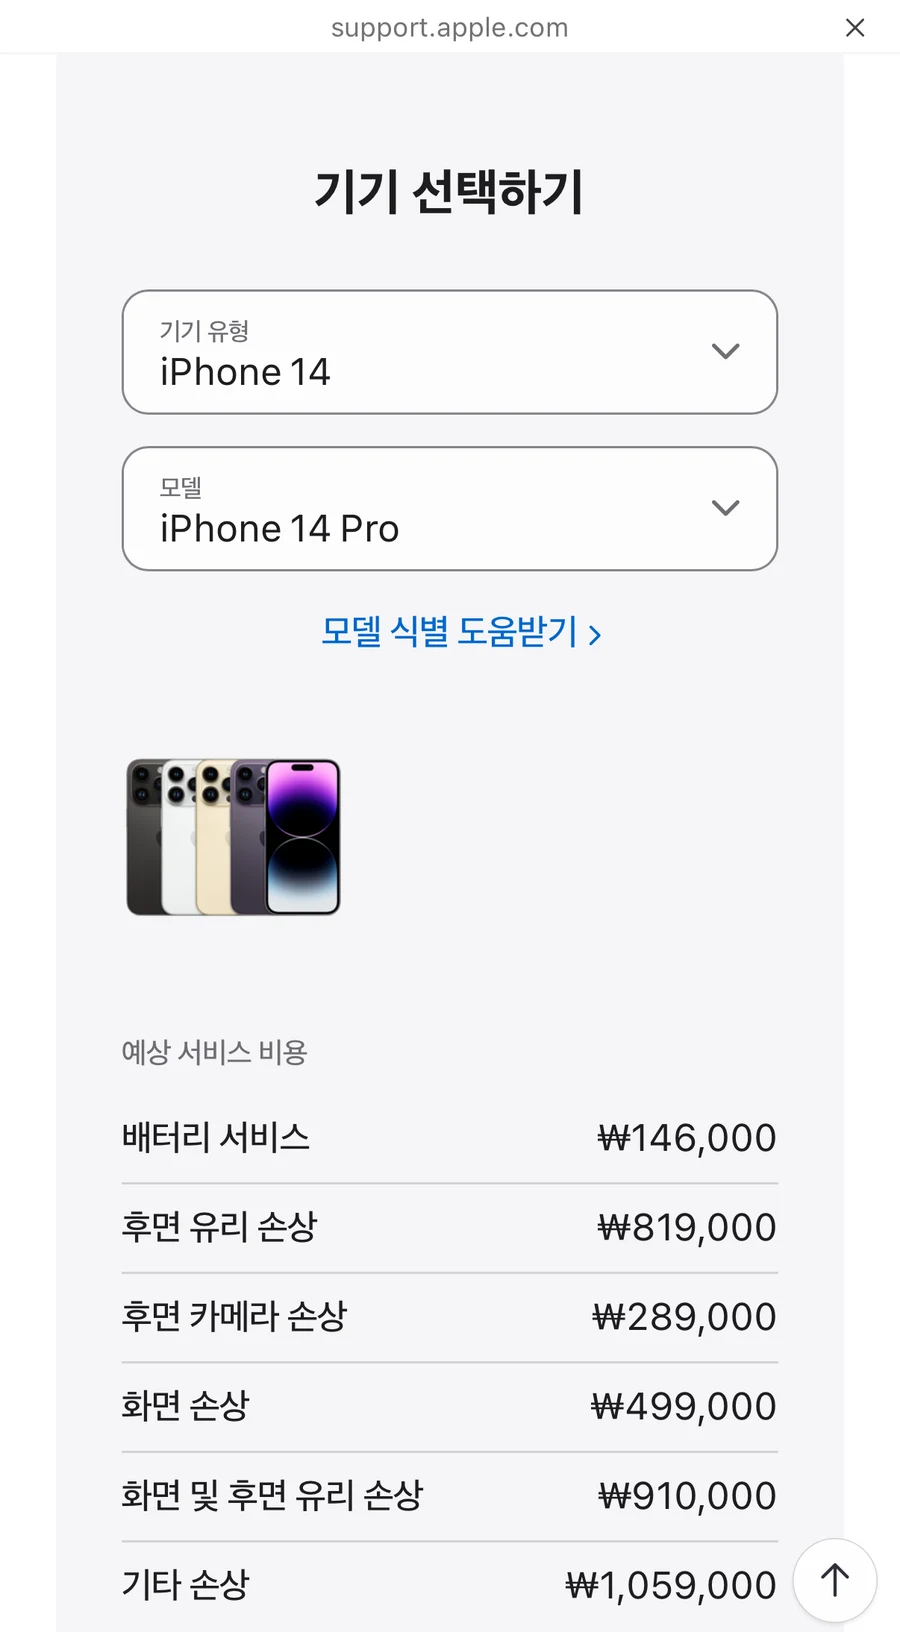 support.apple.com
기기 선택하기
기기 유형
iPhone 14
모델
iPhone 14 Pro
모델 식별 도움받기 >
예상 서비스 비용
배터리 서비스 ₩146,000
후면 유리 손상 ₩819,000
후면 카메라 손상 ₩289,000
화면 손상 ₩499,000
화면 및 후면 유리 손상 ₩910,000
기타 손상 ₩1,059,000